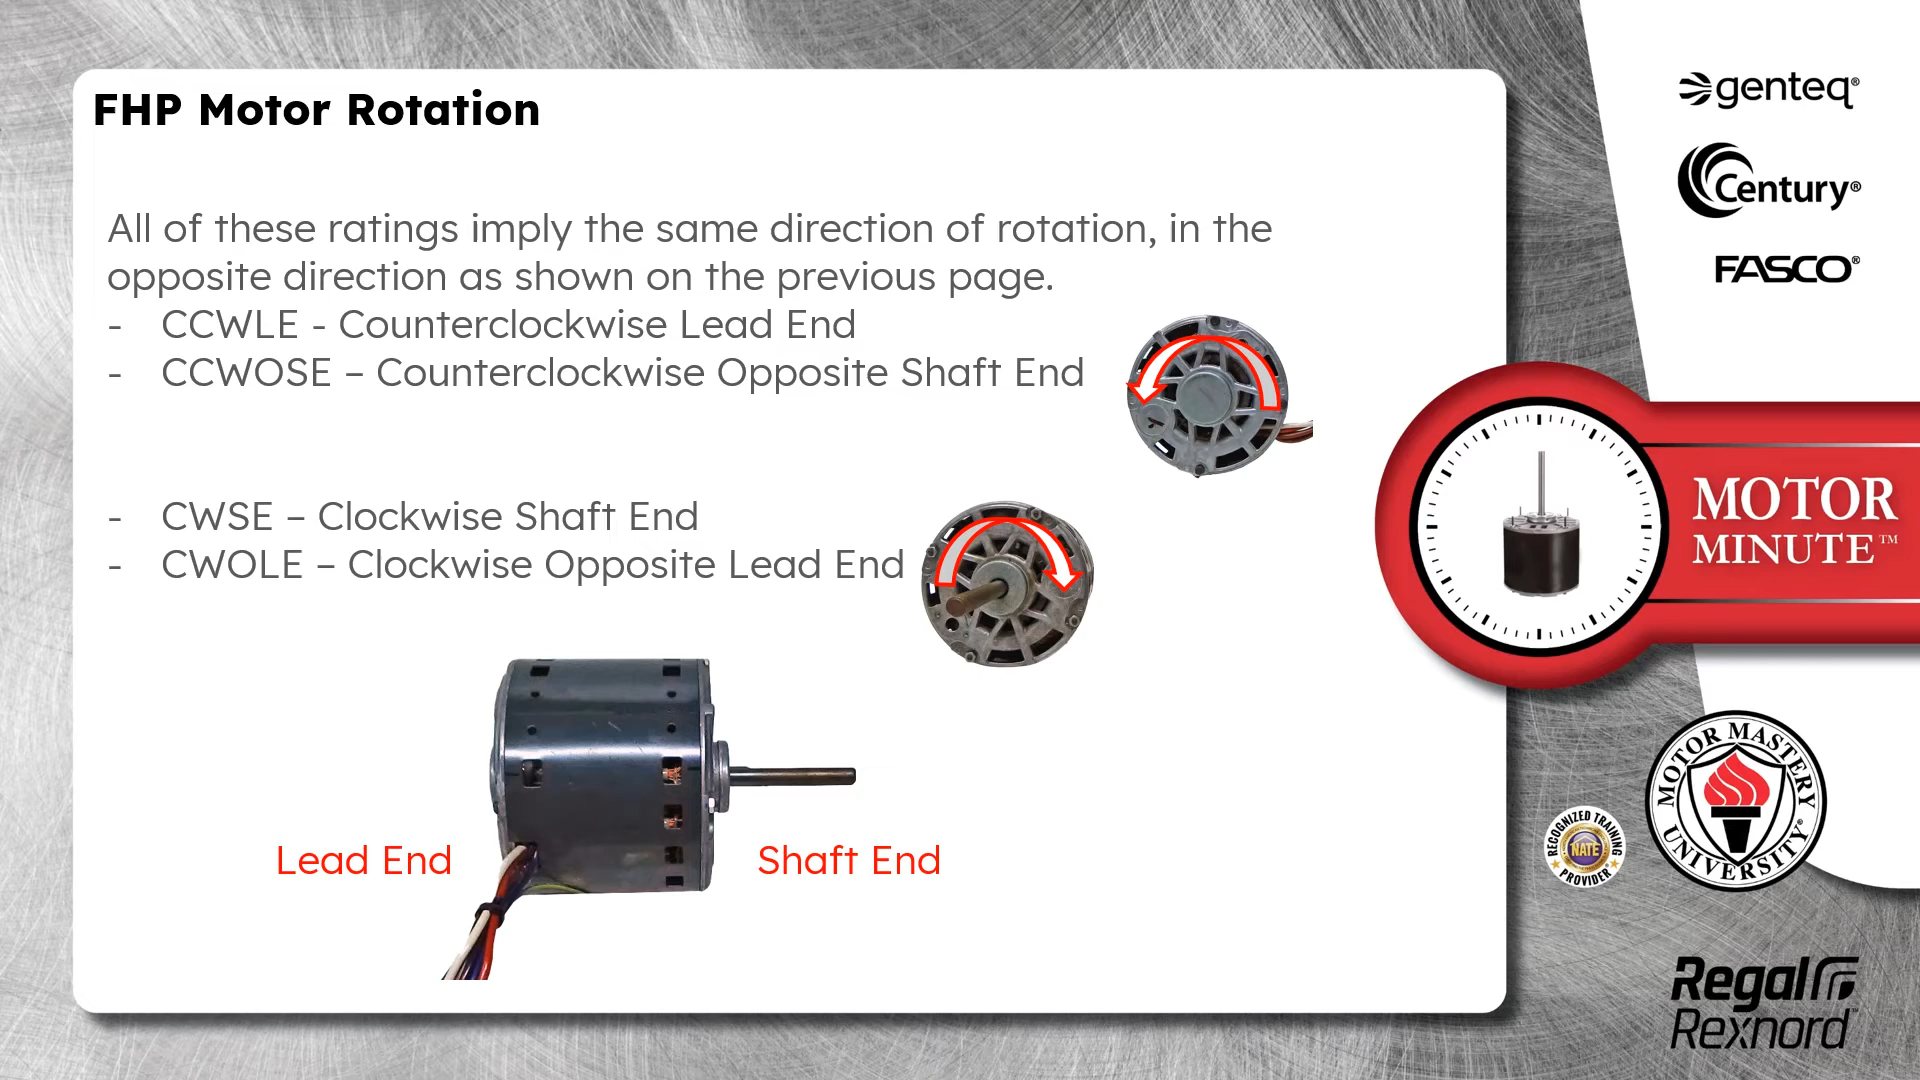 FHP Motor Rotation
All of these ratings imply the same direction of rotation, in the
opposite direction as shown on the previous page.
- CCWLE - Counterclockwise Lead End
- CCWOSE – Counterclockwise Opposite Shaft End
- CWSE – Clockwise Shaft End
- CWOLE – Clockwise Opposite Lead End
Lead End
Shaft End
genteq®
Century®
FASCO®
MOTOR
MINUTE™
MOTOR MASTERY
UNIVERSITY®
RECOGNIZED TRAINING
NATE
PROVIDER®
Regal
Rexnord